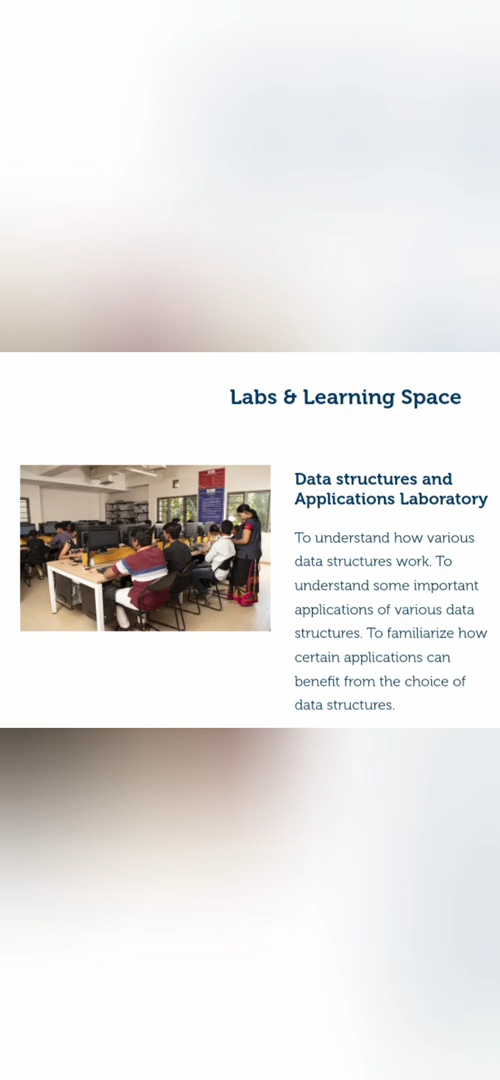 Labs & Learning Space
Data structures and
Applications Laboratory
To understand how various
data structures work. To
understand some important
applications of various data
structures. To familiarize how
certain applications can
benefit from the choice of
data structures.